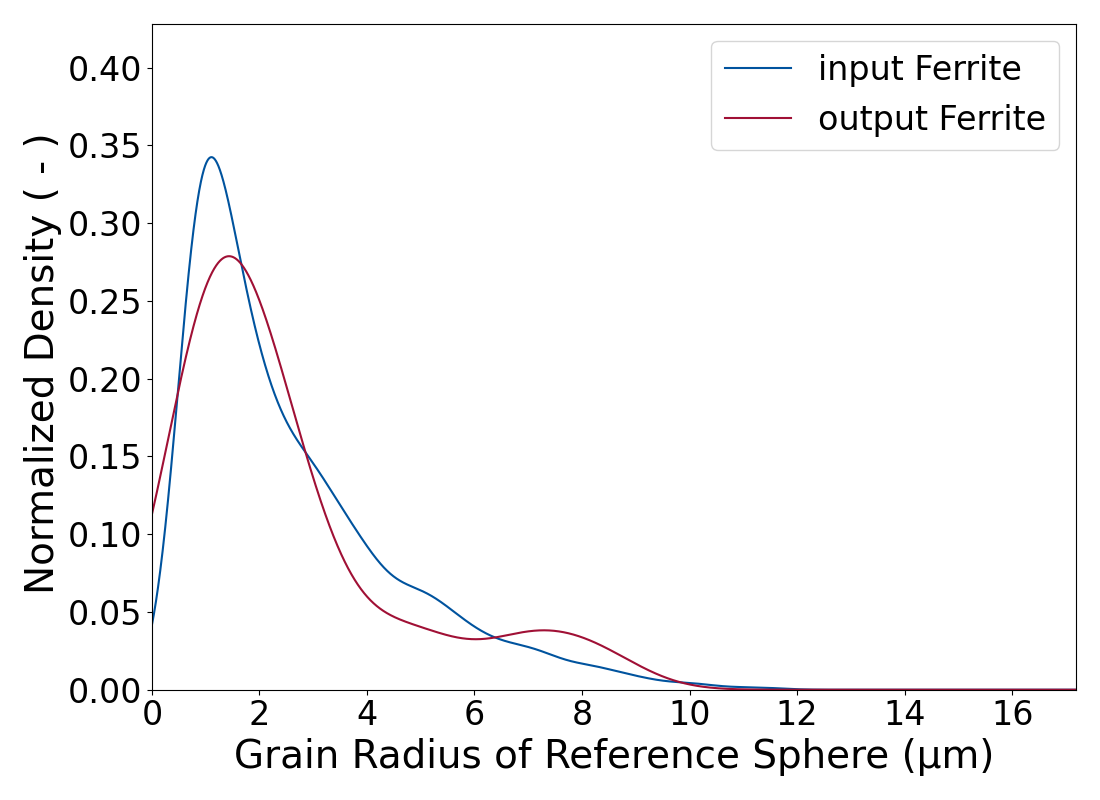 Normalized Density ( - )
0.40
0.35
0.30
0.25
0.20
0.15
0.10
0.05
0.00
input Ferrite
output Ferrite
0 2 4 6 8 10 12 14 16
Grain Radius of Reference Sphere (μm)